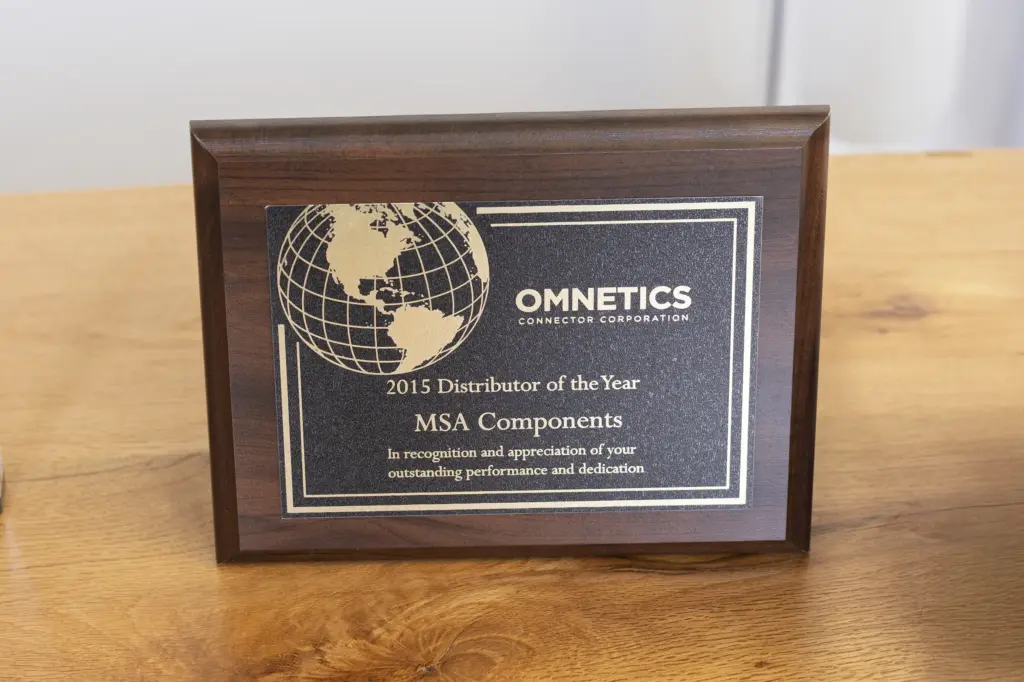 OMNETICS
CONNECTOR CORPORATION
2015 Distributor of the Year
MSA Components
In recognition and appreciation of your
outstanding performance and dedication